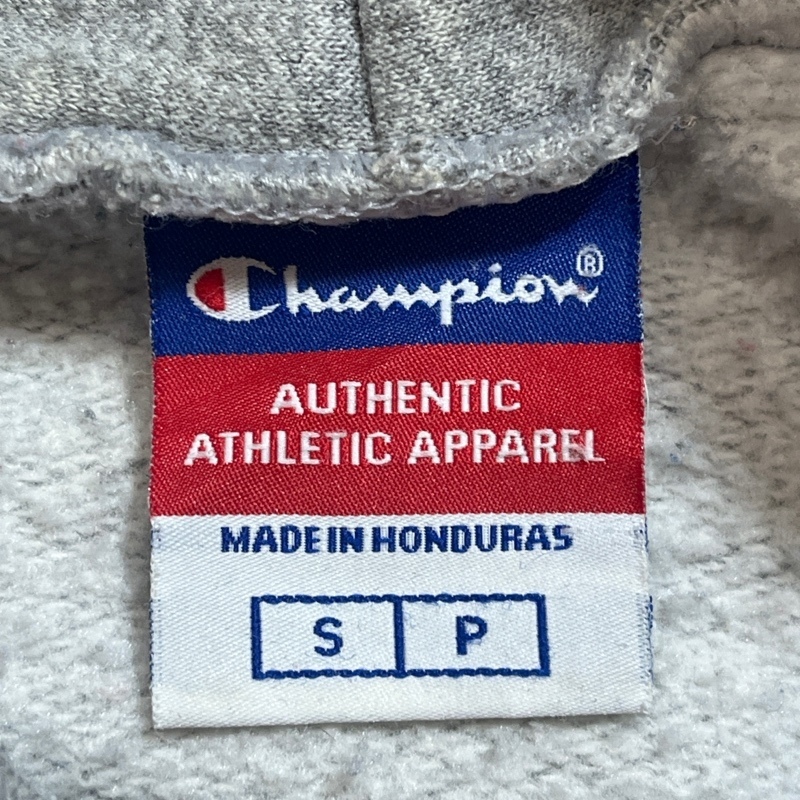 Champion®
AUTHENTIC
ATHLETIC APPAREL
MADE IN HONDURAS
S P